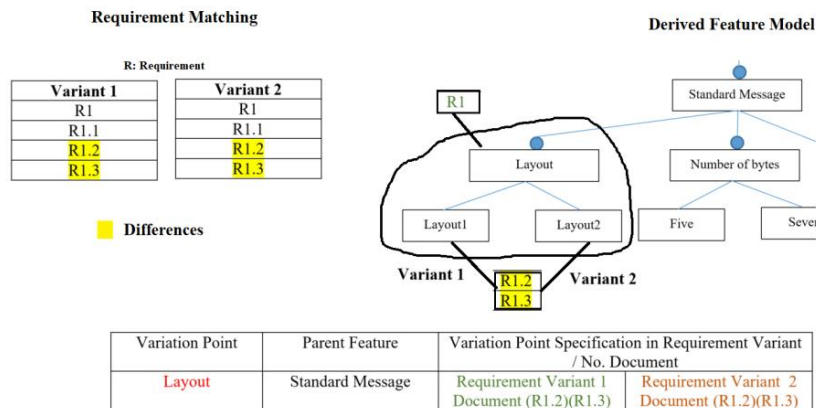 Requirement Matching
Derived Feature Model
R: Requirement
Variant 1
R1
R1.1
R1.2
R1.3
Variant 2
R1
R1.1
R1.2
R1.3
Differences
R1
Standard Message
Layout
Number of bytes
Layout1
Layout2
Five
Seven
Variant 1
Variant 2
R1.2
R1.3
Variation Point
Parent Feature
Variation Point Specification in Requirement Variant
/ No. Document
Layout
Standard Message
Requirement Variant 1
Document (R1.2)(R1.3)
Requirement Variant 2
Document (R1.2)(R1.3)